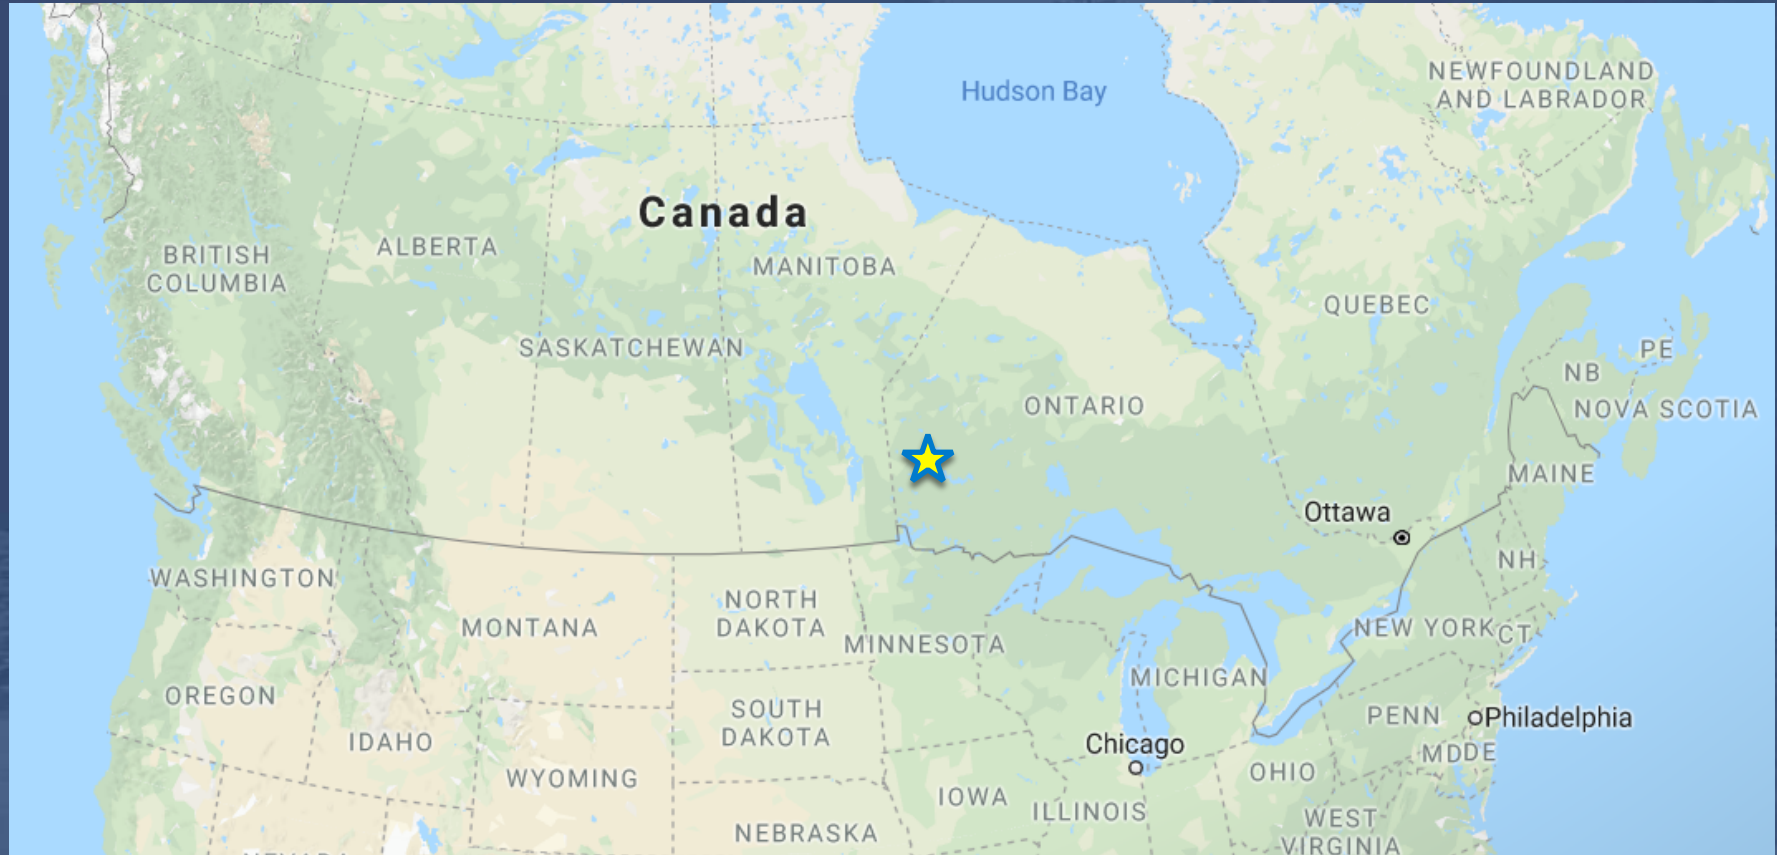 Hudson Bay
NEWFOUNDLAND
AND LABRADOR
Canada
BRITISH
COLUMBIA
ALBERTA
MANITOBA
QUEBEC
SASKATCHEWAN
ONTARIO
PE
NB
NOVA SCOTIA
MAINE
Ottawa
NH
WASHINGTON
MONTANA
NORTH
DAKOTA
MINNESOTA
NEW YORK
CT
MICHIGAN
OREGON
SOUTH
DAKOTA
PENN
Philadelphia
IDAHO
Chicago
MD
DE
WYOMING
OHIO
IOWA
ILLINOIS
NEBRASKA
WEST
VIRGINIA